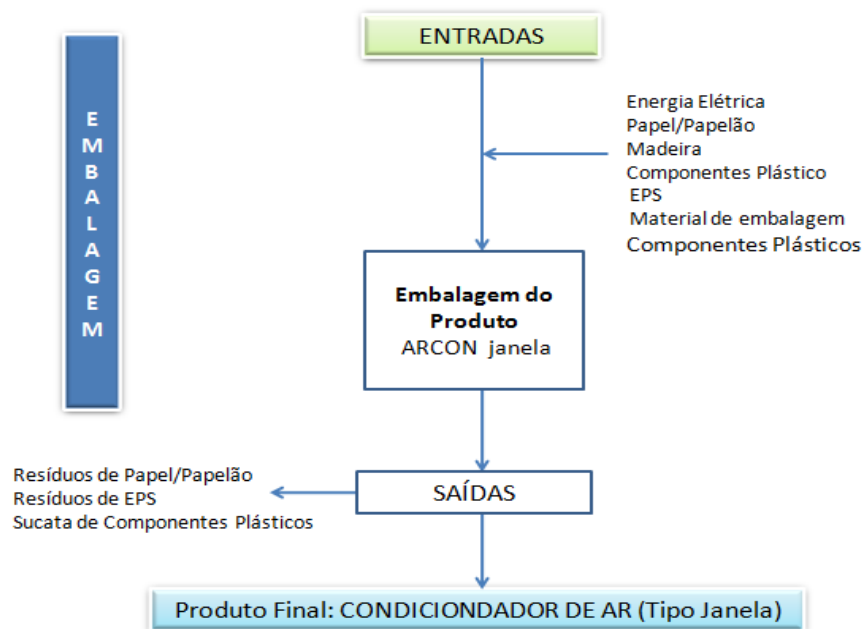 ENTRADAS
EMBALAGEM
Energia Elétrica
Papel/Papelão
Madeira
Componentes Plástico
EPS
Material de embalagem
Componentes Plásticos
Embalagem do
Produto
ARCON janela
Resíduos de Papel/Papelão
Resíduos de EPS
Sucata de Componentes Plásticos
SAÍDAS
Produto Final: CONDICIONDADOR DE AR (Tipo Janela)